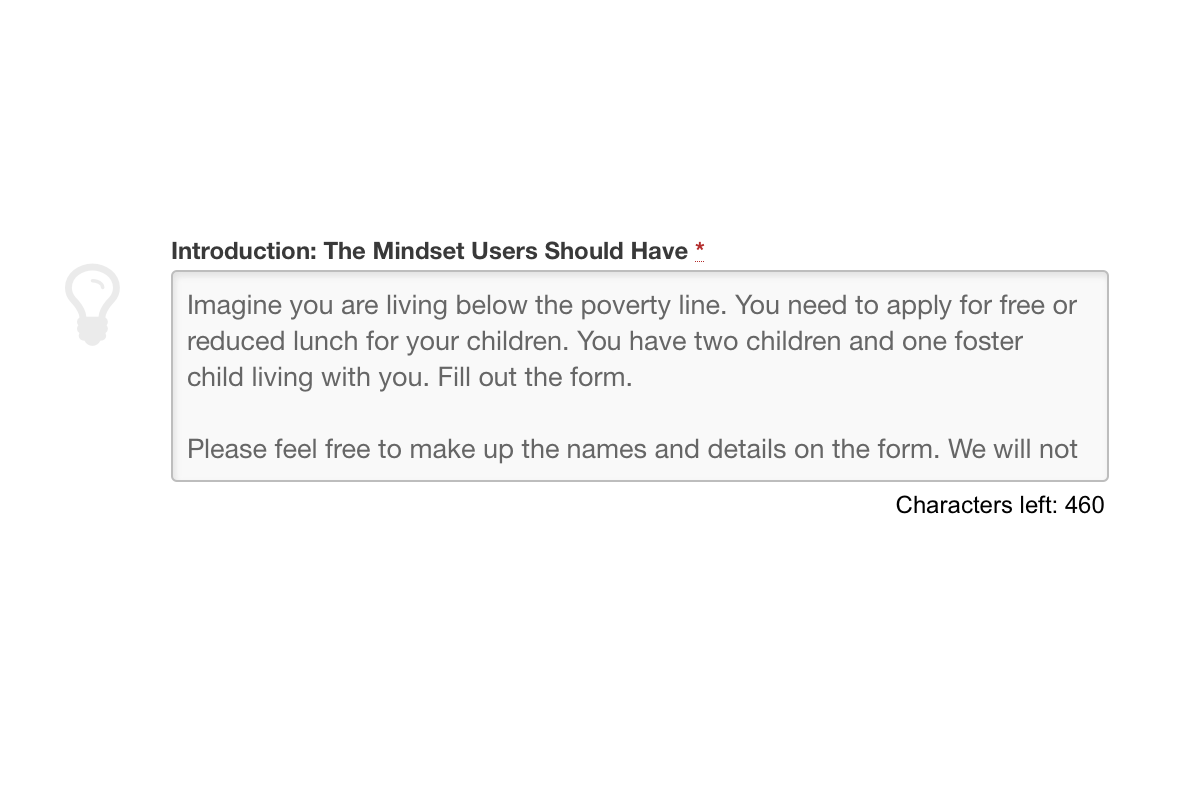 Introduction: The Mindset Users Should Have *
Imagine you are living below the poverty line. You need to apply for free or
reduced lunch for your children. You have two children and one foster
child living with you. Fill out the form.
Please feel free to make up the names and details on the form. We will not
Characters left: 460